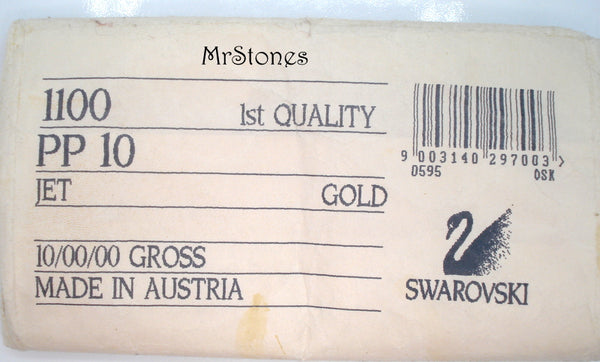 MrStones
1100 1st QUALITY
PP 10
JET GOLD
10/00/00 GROSS
MADE IN AUSTRIA
9 003140 297003 >
0595 DSK
SWAROVSKI